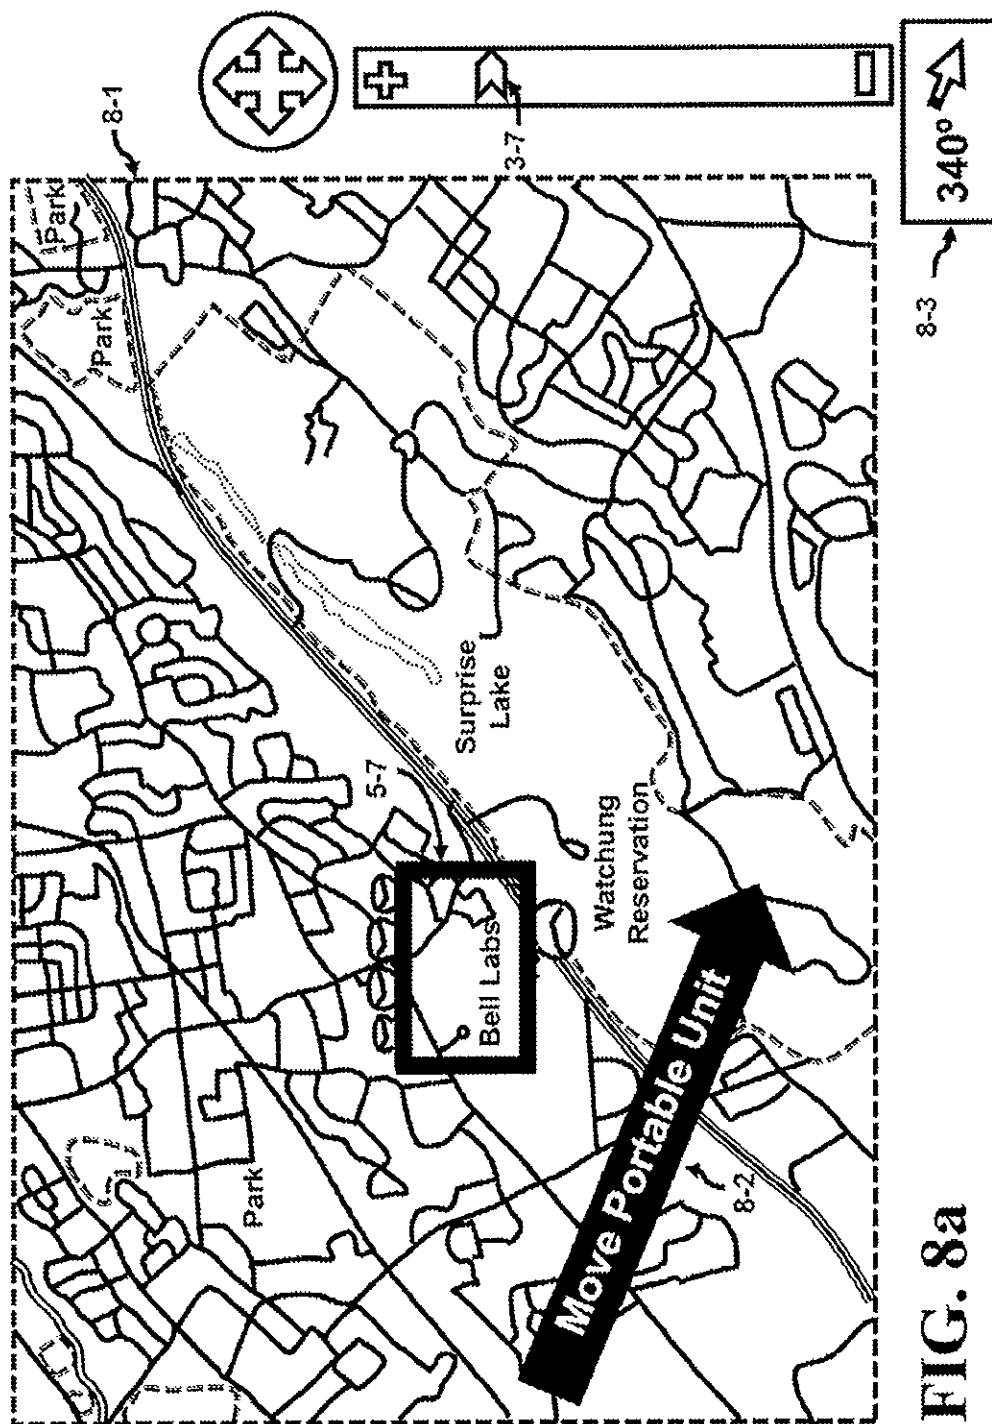 8-1
Park
Park
3-7
340°
8-3
5-7
Surprise
Lake
Bell Labs
Watchung
Reservation
Park
Move Portable Unit
8-2
FIG. 8a